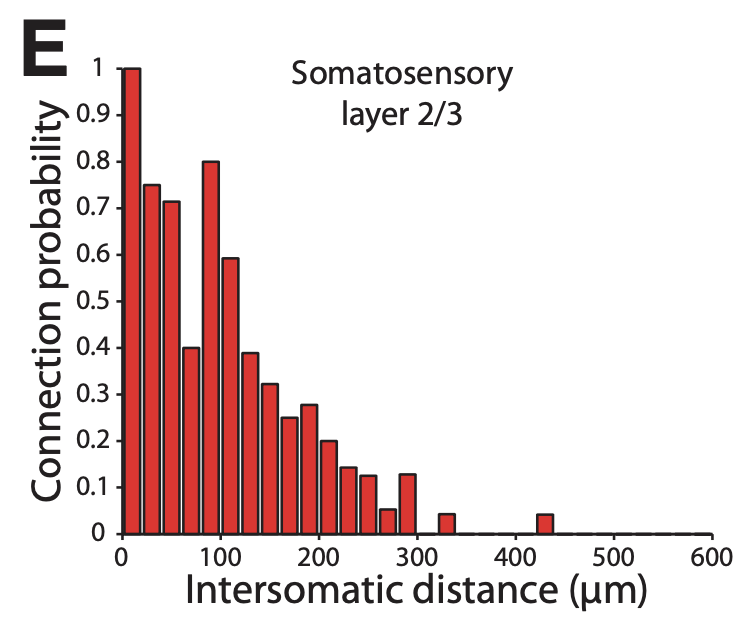 E
Somatosensory
layer 2/3
Connection probability
1
0.9
0.8
0.7
0.6
0.5
0.4
0.3
0.2
0.1
0
0 100 200 300 400 500 600
Intersomatic distance (μm)